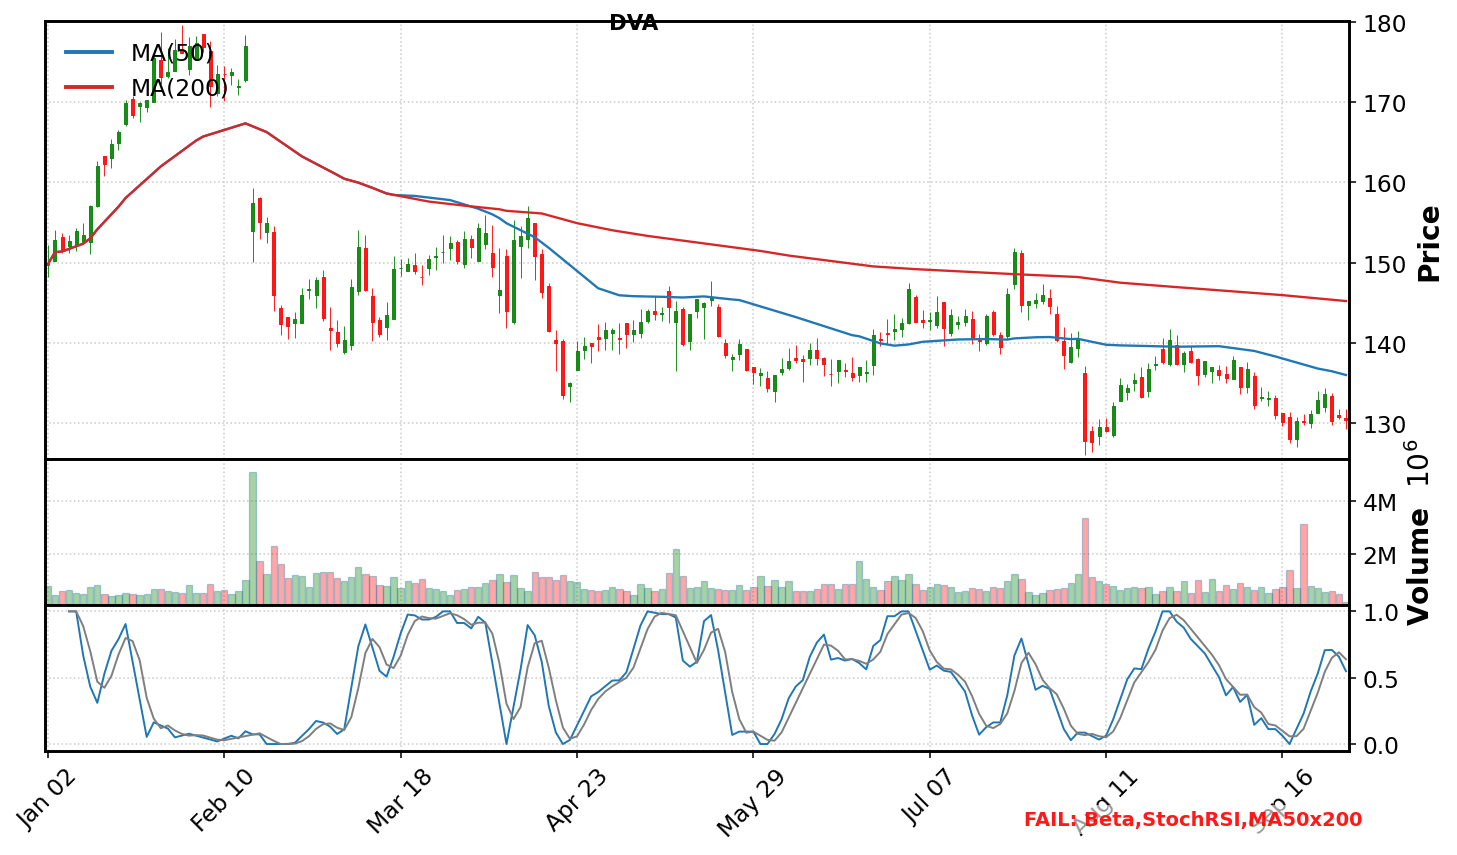 DVA
MA(50)
MA(200)
180
170
160
150
140
130
Price
10⁶
4M
2M
Volume
1.0
0.5
0.0
Jan 02
Feb 10
Mar 18
Apr 23
May 29
Jul 07
Aug 11
Sep 16
FAIL: Beta,StochRSI,MA50x200